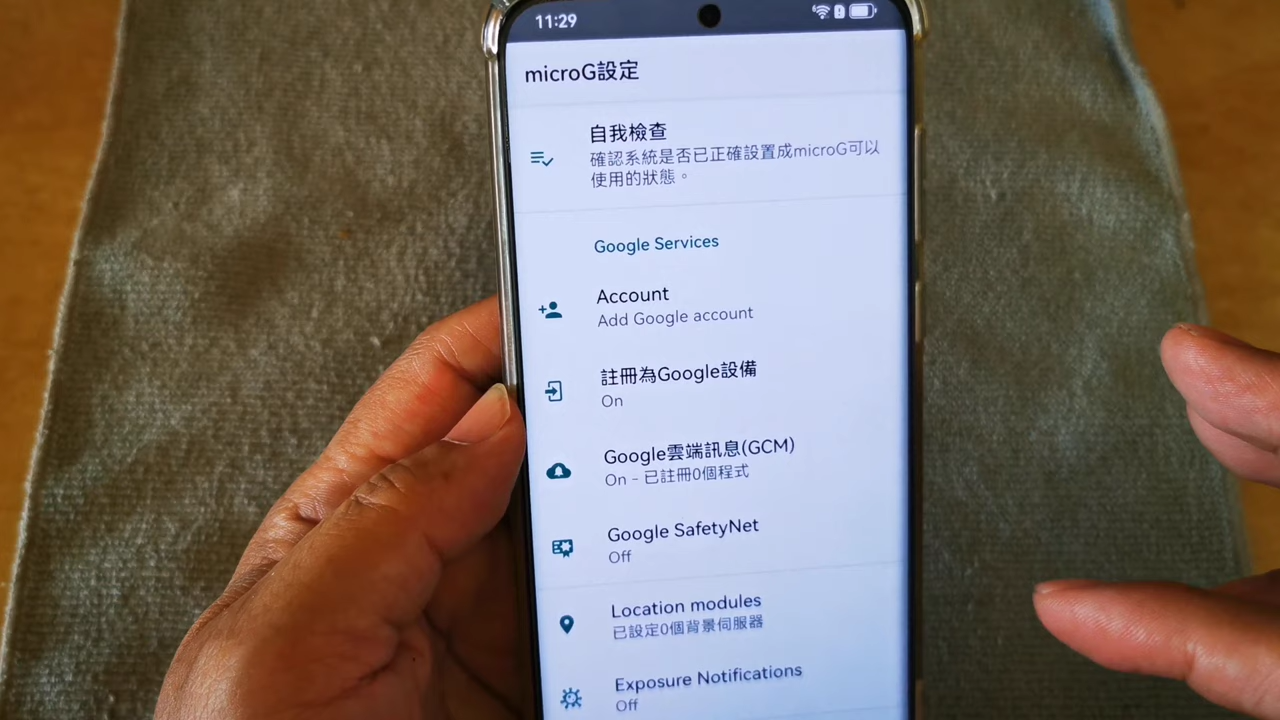 11:29
microG設定
自我檢查
確認系統是否已正確設置成microG可以
使用的狀態。
Google Services
Account
Add Google account
註冊為Google設備
On
Google雲端訊息(GCM)
On - 已註冊0個程式
Google SafetyNet
Off
Location modules
已設定0個背景伺服器
Exposure Notifications
Off